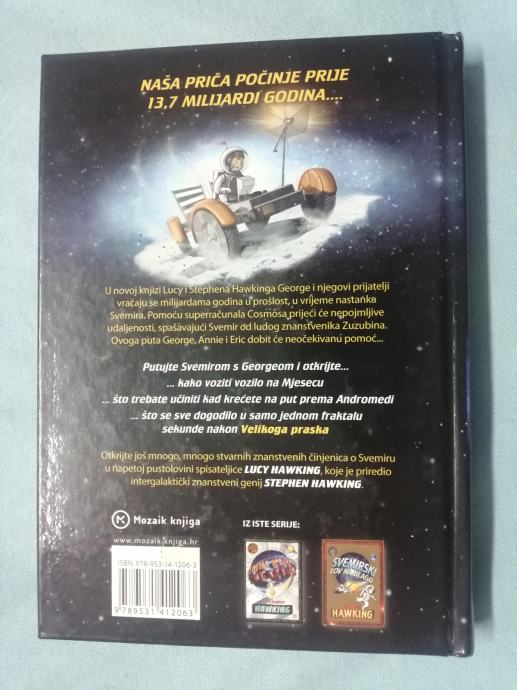 NAŠA PRIČA POČINJE PRIJE
13,7 MILIJARDI GODINA....
U novoj knjizi Lucy i Stephena Hawkinga George i njegovi prijatelji
vraćaju se milijardama godina u prošlost, u vrijeme nastanka
Svemira. Pomoću superračunala Cosmosa prijeći će nepojmljive
udaljenosti, spašavajući Svemir od ludog znanstvenika Zuzubina.
Ovoga puta George, Annie i Eric dobit će neočekivanu pomoć...
Putujte Svemirom s Georgeom i otkrijte...
... kako voziti vozilo na Mjesecu
... što trebate učiniti kad krećete na put prema Andromedi
... što se sve dogodilo u samo jednom fraktalu
sekunde nakon Velikoga praska
Otkrijte još mnogo, mnogo stvarnih znanstvenih činjenica o Svemiru
u napetoj pustolovini spisateljice LUCY HAWKING, koje je priredio
intergalaktički znanstveni genij STEPHEN HAWKING.
Mozaik knjiga
www.mozaik-knjiga.hr
IZ ISTE SERIJE:
ISBN 978-953-14-1206-3
9 789531 412063
HAWKING
SVEMIRSKI
LOV NA BLAGO
HAWKING